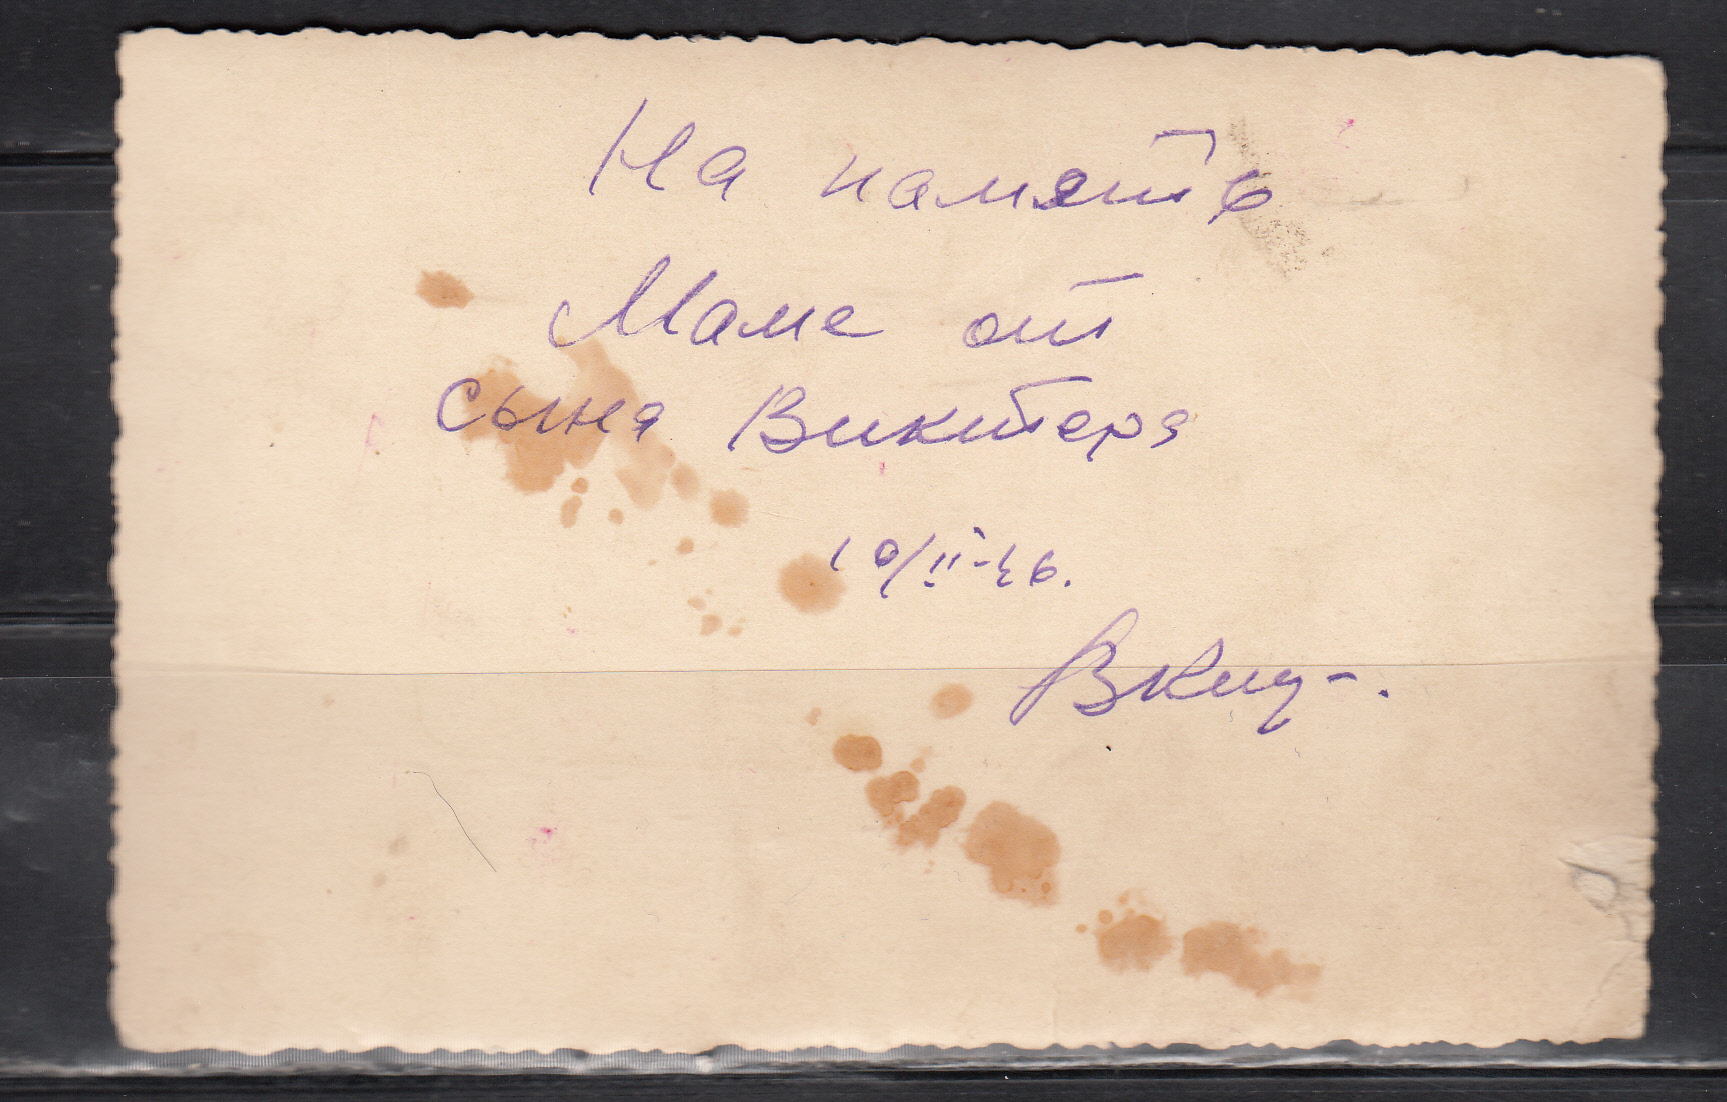 На память
Маме от
сына Виктора
10/II-46.